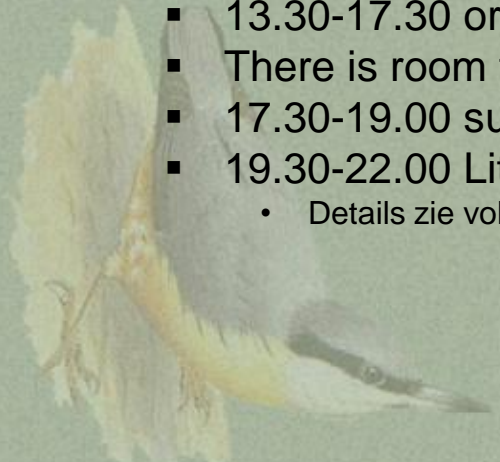 ▪ 13.30-17.30 or
▪ There is room
▪ 17.30-19.00 su
▪ 19.30-22.00 Lit
• Details zie vol